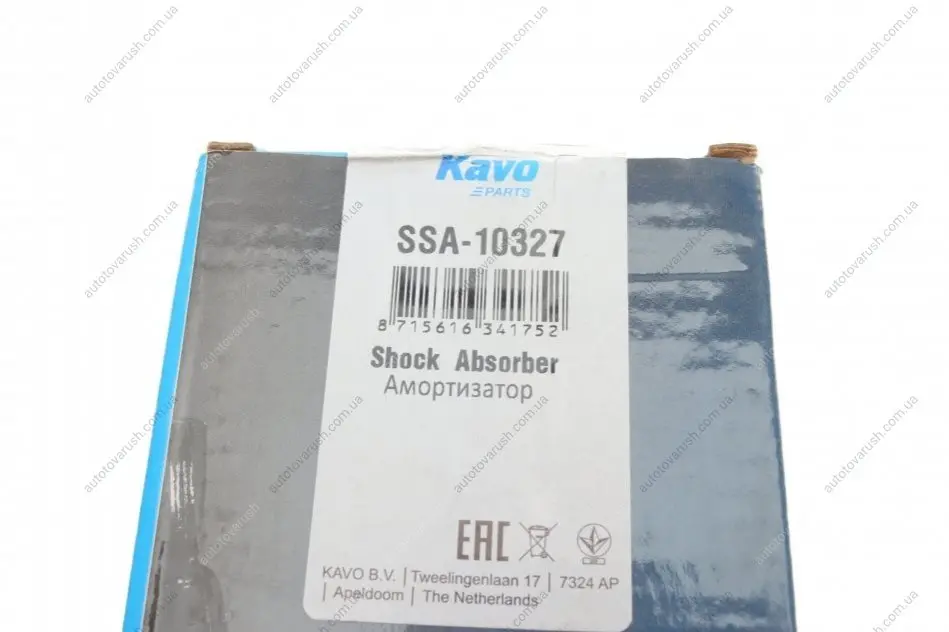 Kavo
PARTS
SSA-10327
8 715616 341752
Shock Absorber
Амортизатор
EAC
KAVO B.V. | Tweelingenlaan 17 | 7324 AP
| Apeldoorn | The Netherlands
autotovarush.com.ua